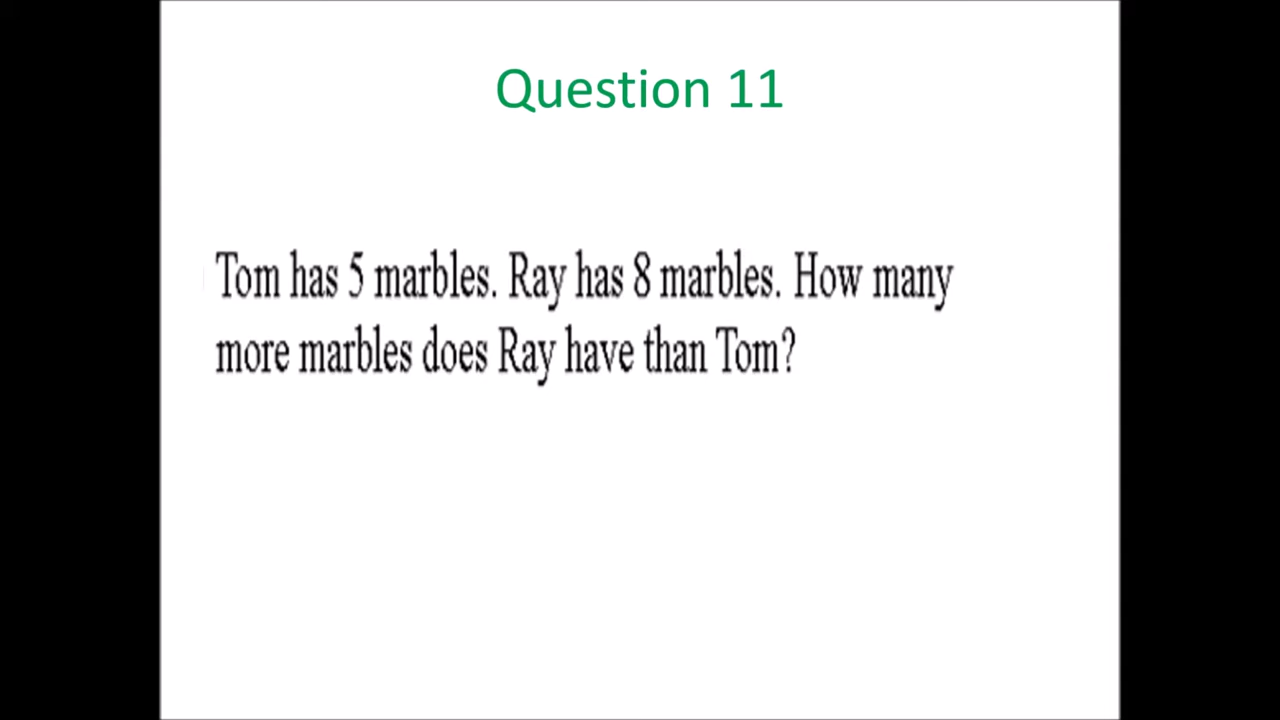 Question 11
Tom has 5 marbles. Ray has 8 marbles. How many
more marbles does Ray have than Tom?